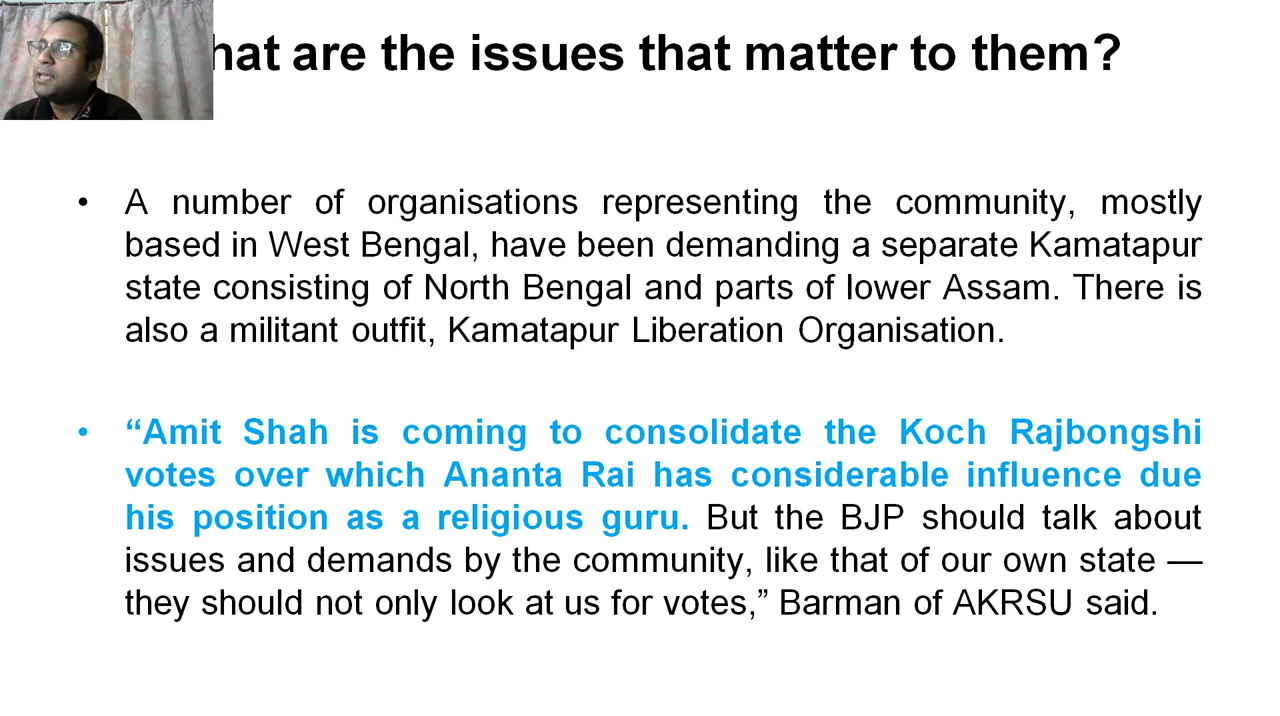 hat are the issues that matter to them?
• A number of organisations representing the community, mostly
based in West Bengal, have been demanding a separate Kamatapur
state consisting of North Bengal and parts of lower Assam. There is
also a militant outfit, Kamatapur Liberation Organisation.
• “Amit Shah is coming to consolidate the Koch Rajbongshi
votes over which Ananta Rai has considerable influence due
his position as a religious guru. But the BJP should talk about
issues and demands by the community, like that of our own state —
they should not only look at us for votes,” Barman of AKRSU said.